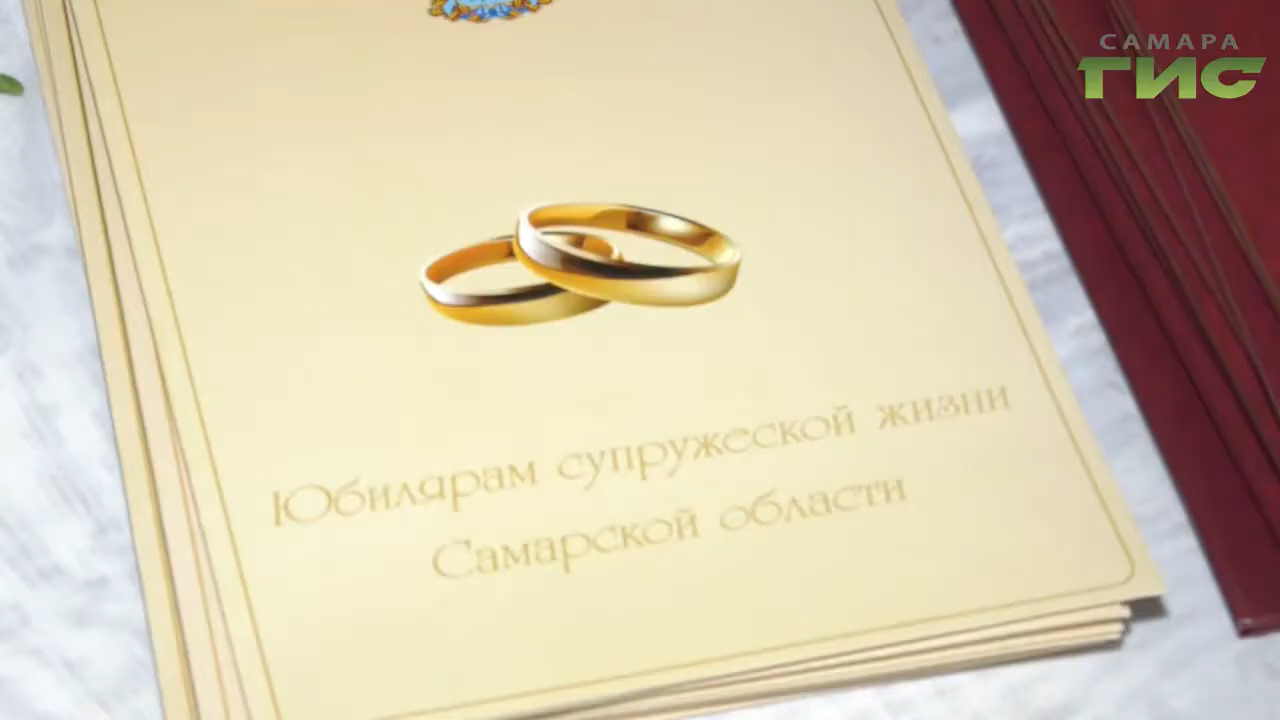 САМАРА
ГИС
Юбилярам супружеской жизни
Самарской области